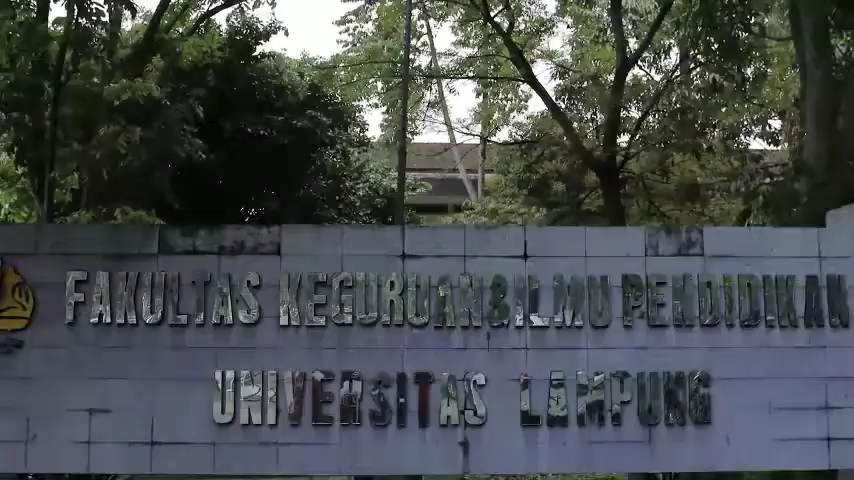 FAKULTAS KEGURUAN & ILMU PENDIDIKAN
UNIVERSITAS LAMPUNG